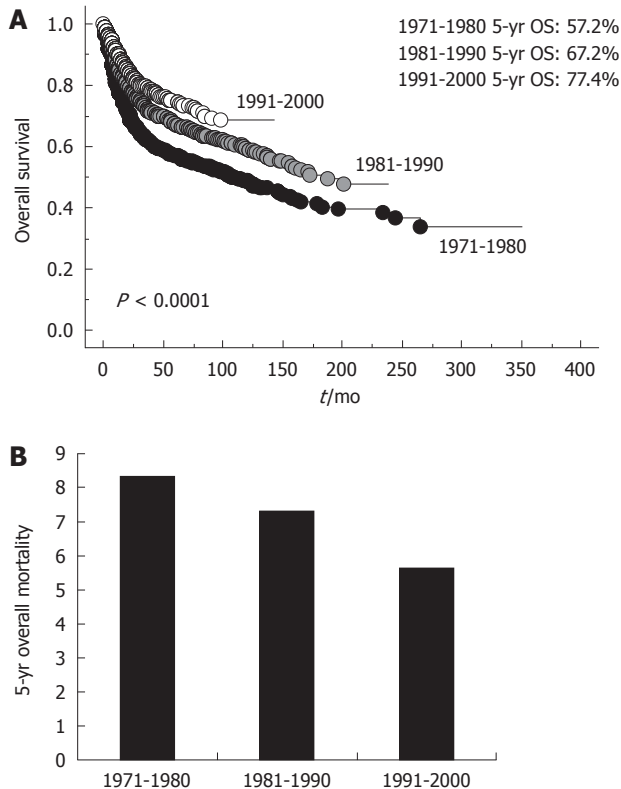 A
1971-1980 5-yr OS: 57.2%
1981-1990 5-yr OS: 67.2%
1991-2000 5-yr OS: 77.4%
Overall survival
1.0
0.8
0.6
0.4
0.2
0.0
1991-2000
1981-1990
1971-1980
P < 0.0001
0 50 100 150 200 250 300 350 400
t/mo
B
5-yr overall mortality
9
8
7
6
5
4
3
2
1
0
1971-1980 1981-1990 1991-2000